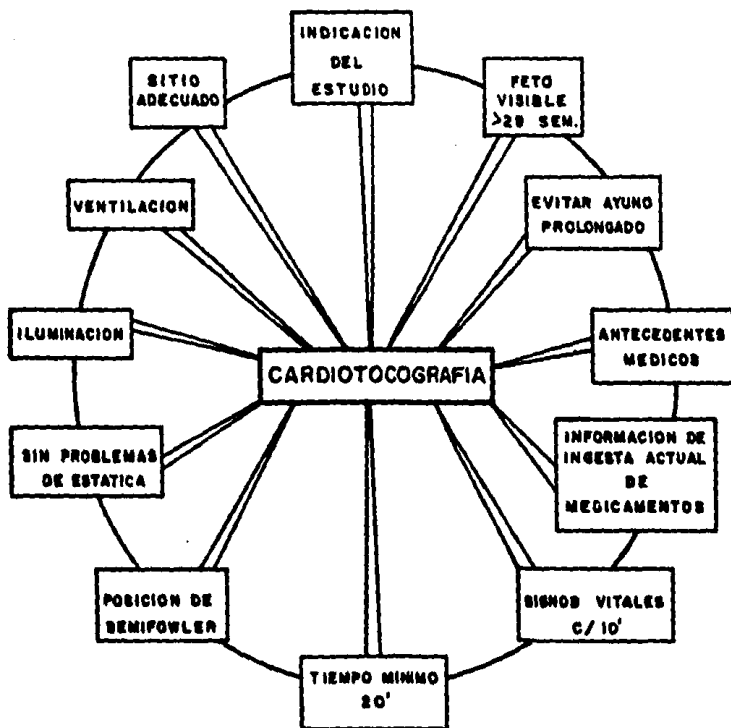 INDICACION
DEL
ESTUDIO
FETO
VISIBLE
>28 SEM.
EVITAR AYUNO
PROLONGADO
ANTECEDENTES
MEDICOS
INFORMACION DE
INGESTA ACTUAL
DE
MEDICAMENTOS
SIGNOS VITALES
C/10'
TIEMPO MINIMO
20'
POSICION DE
SEMIFOWLER
SIN PROBLEMAS
DE ESTATICA
ILUMINACION
VENTILACION
SITIO
ADECUADO
CARDIOTOCOGRAFIA